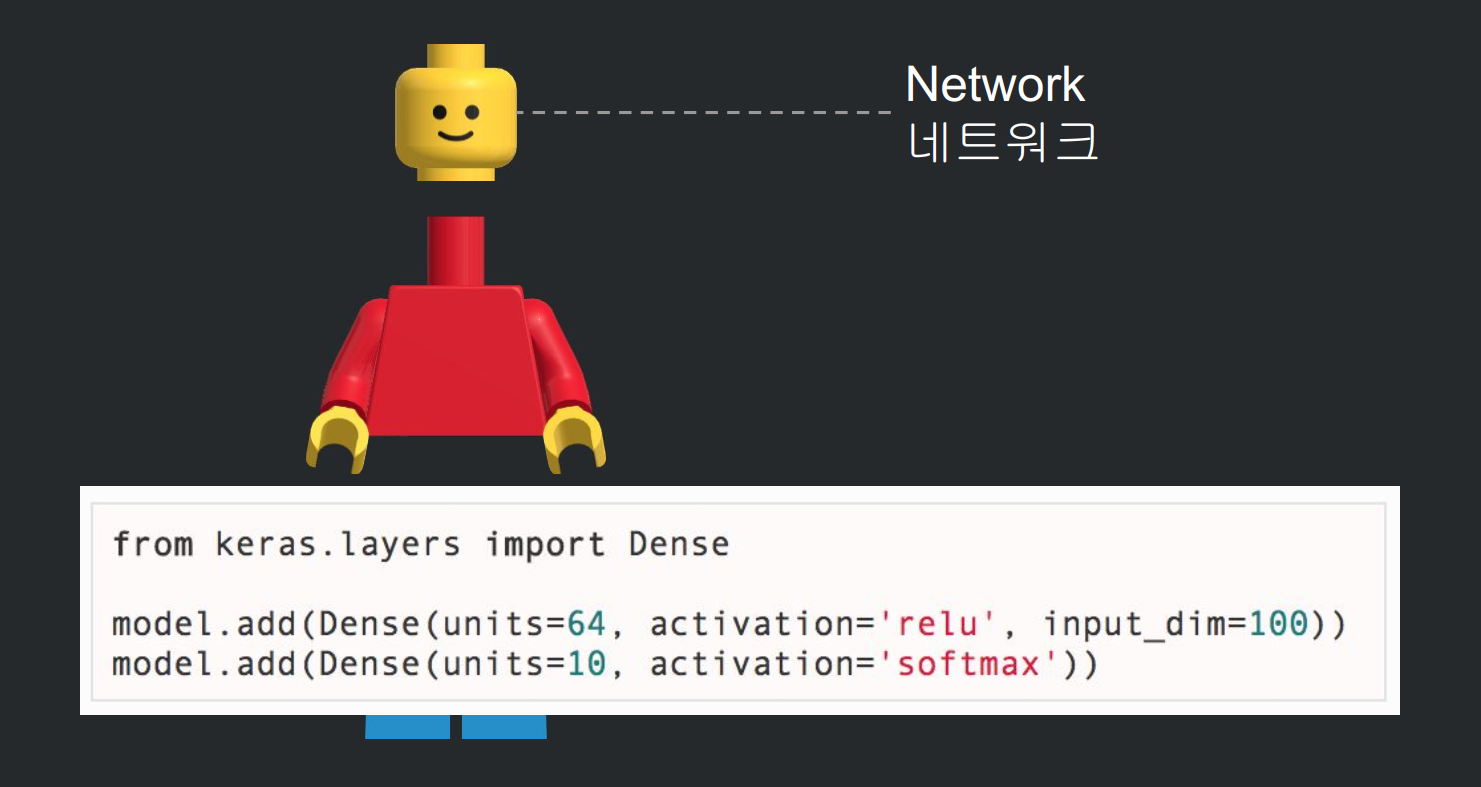 Network
네트워크
from keras.layers import Dense
model.add(Dense(units=64, activation='relu', input_dim=100))
model.add(Dense(units=10, activation='softmax'))